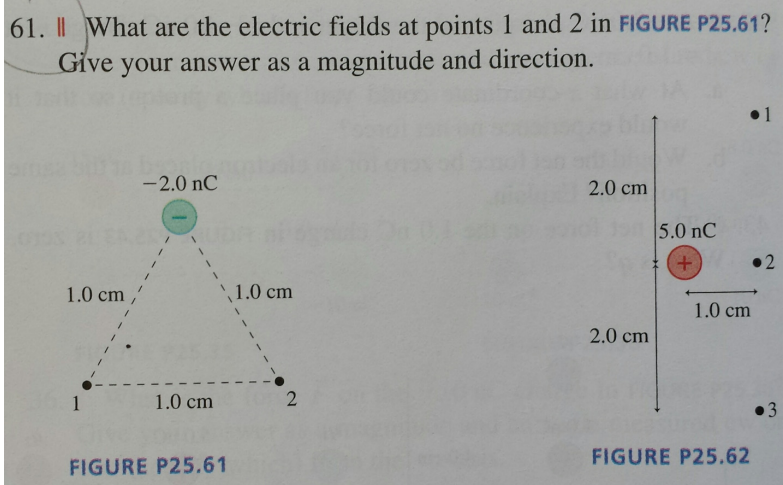 61. || What are the electric fields at points 1 and 2 in FIGURE P25.61?
Give your answer as a magnitude and direction.
−2.0 nC
−
1.0 cm
1.0 cm
1
1.0 cm
2
FIGURE P25.61
1
2.0 cm
5.0 nC
+
2
1.0 cm
2.0 cm
3
FIGURE P25.62